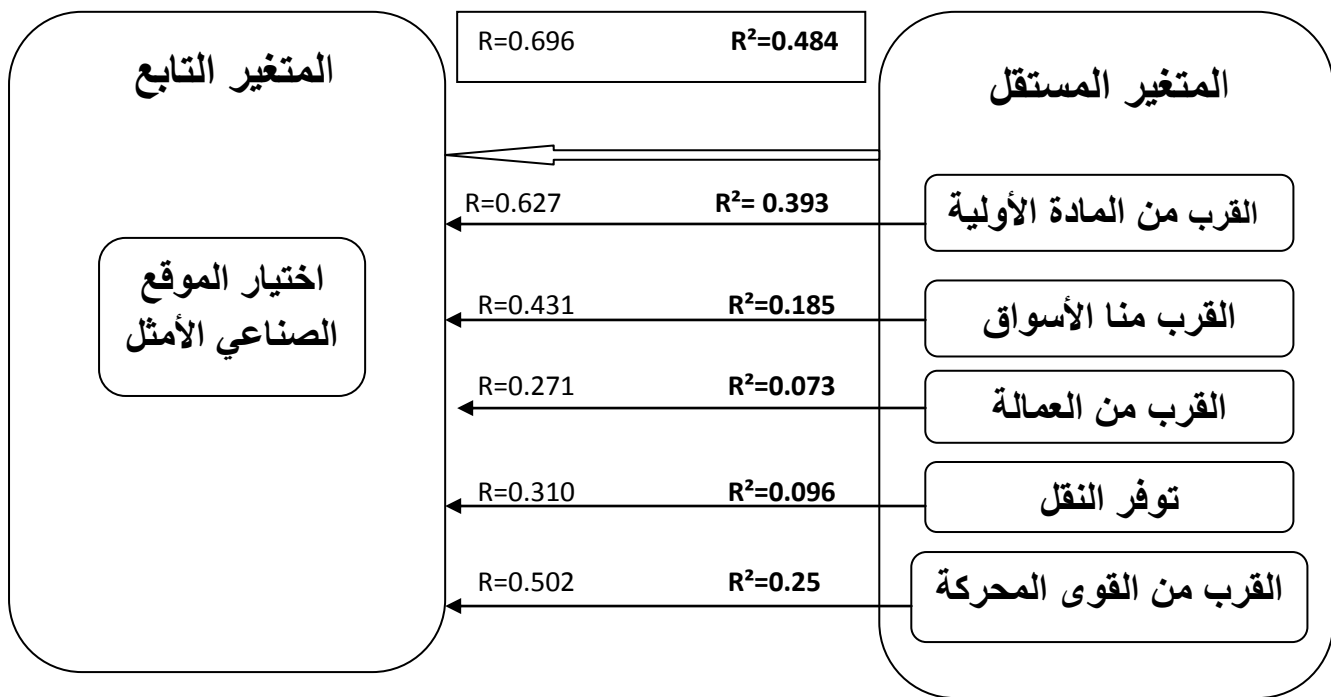 المتغير المستقل
R=0.696 R²=0.484
المتغير التابع
القرب من المادة الأولية
R=0.627 R²= 0.393
القرب منا الأسواق
R=0.431 R²=0.185
القرب من العمالة
R=0.271 R²=0.073
توفر النقل
R=0.310 R²=0.096
القرب من القوى المحركة
R=0.502 R²=0.25
اختيار الموقع
الصناعي الأمثل